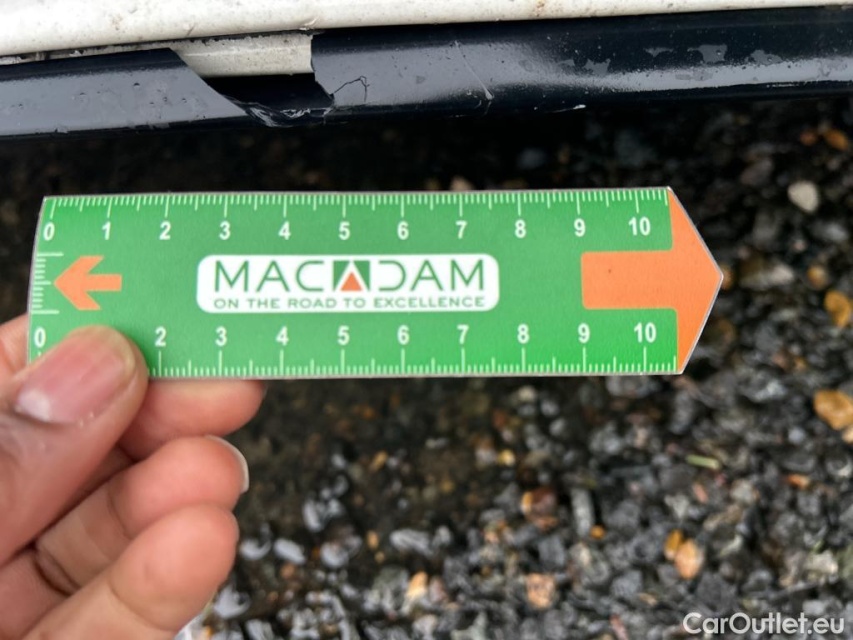 0 1 2 3 4 5 6 7 8 9 10
MACADAM
ON THE ROAD TO EXCELLENCE
0 2 3 4 5 6 7 8 9 10
CarOutlet.eu